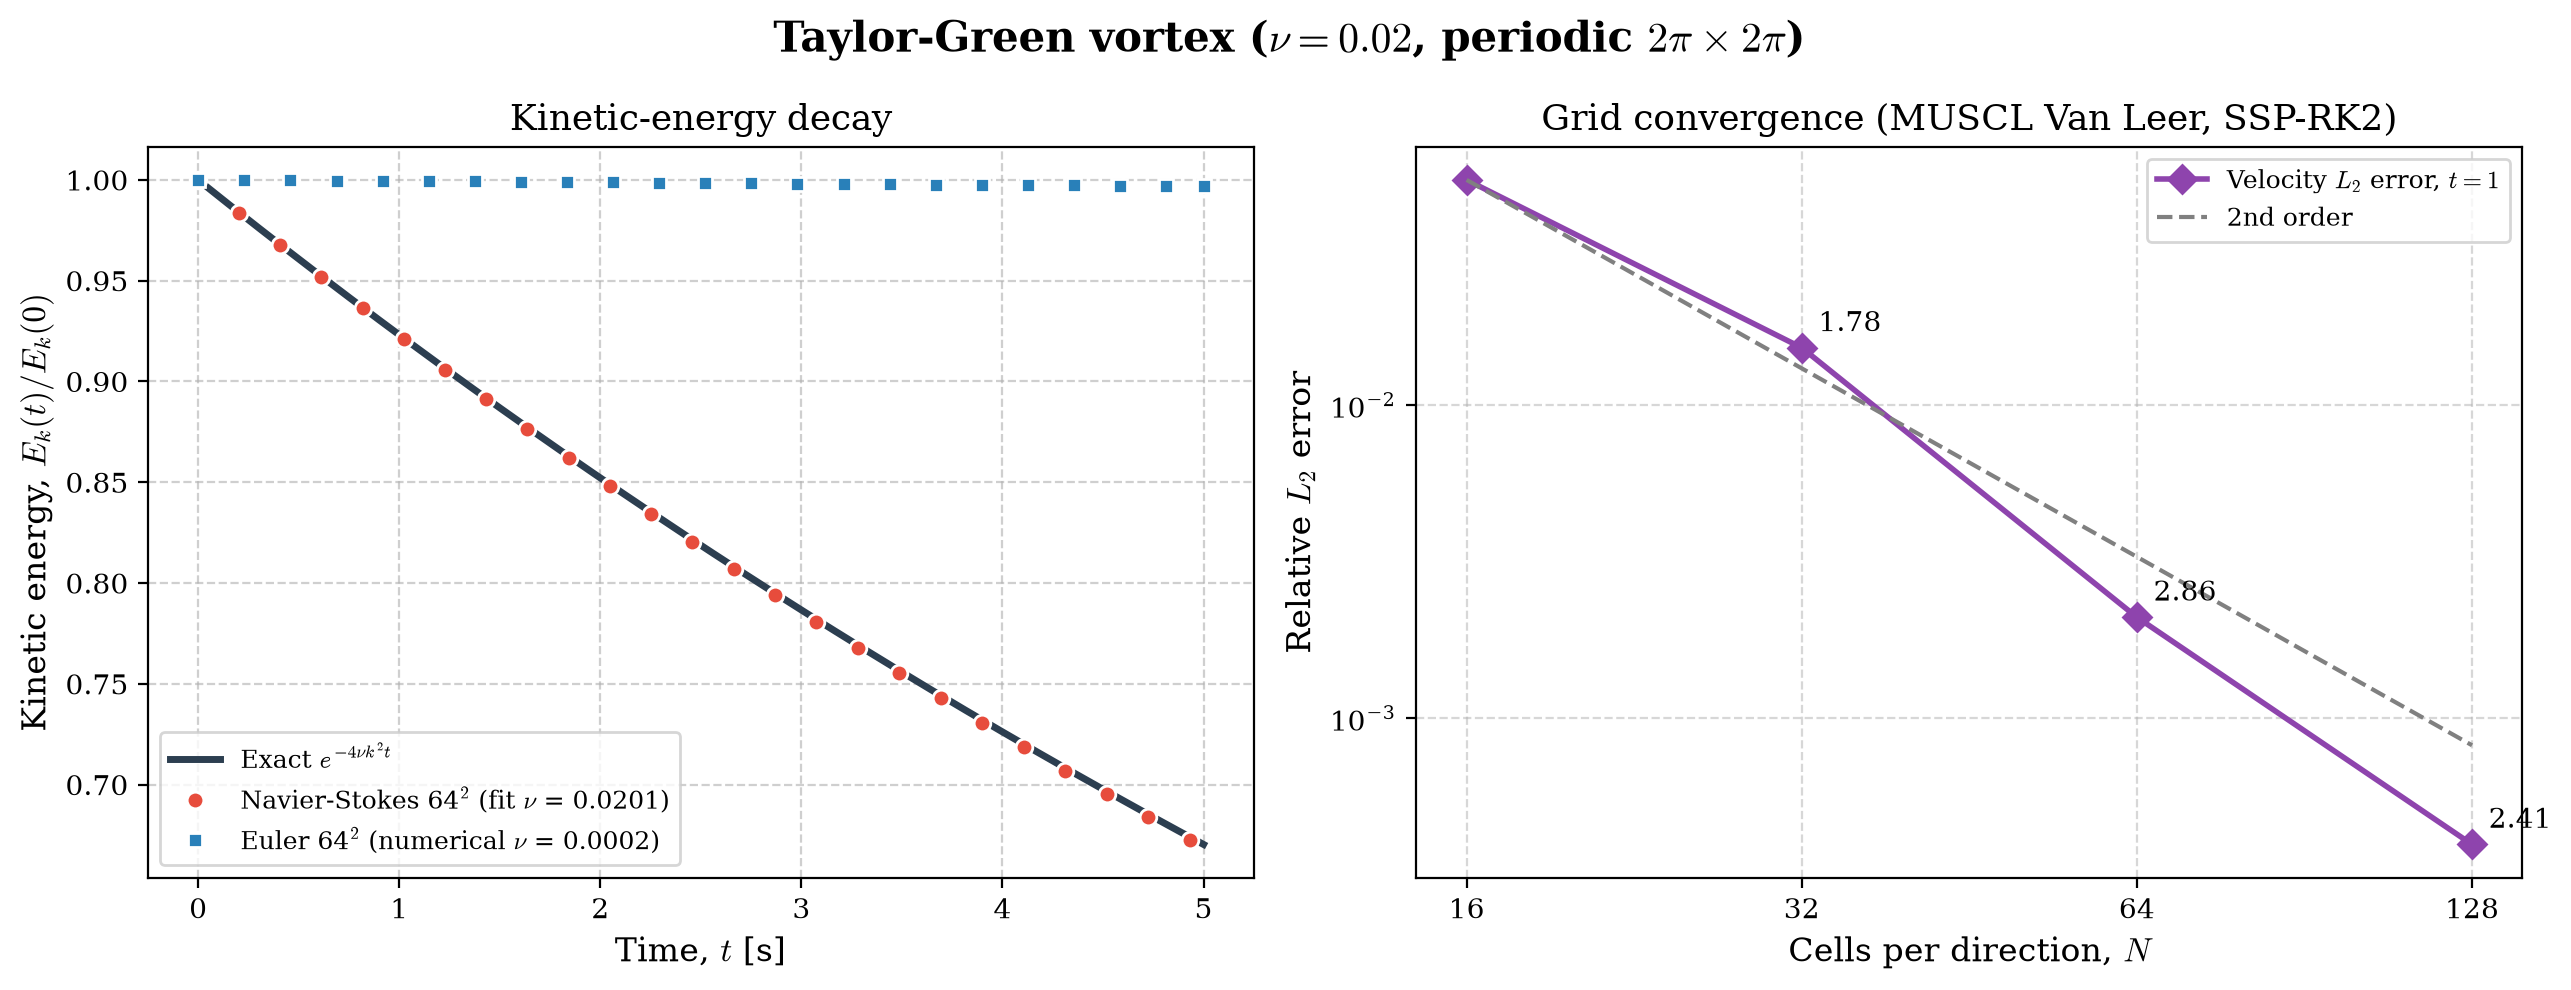 Taylor-Green vortex (ν = 0.02, periodic 2π × 2π)
Kinetic-energy decay
Kinetic energy, E_k(t)/E_k(0)
1.00
0.95
0.90
0.85
0.80
0.75
0.70
Exact e^{−4νk²t}
Navier-Stokes 64² (fit ν = 0.0201)
Euler 64² (numerical ν = 0.0002)
0
1
2
3
4
5
Time, t [s]
Grid convergence (MUSCL Van Leer, SSP-RK2)
Relative L₂ error
10⁻²
10⁻³
Velocity L₂ error, t = 1
2nd order
1.78
2.86
2.41
16
32
64
128
Cells per direction, N